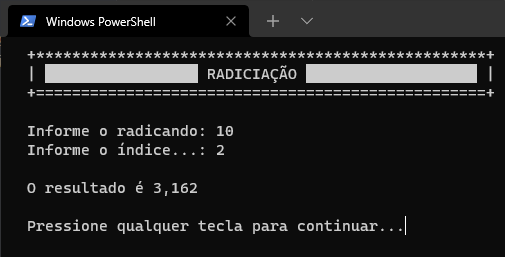 Windows PowerShell
+**************************************************+
| █████████████████ RADICIAÇÃO ███████████████████ |
+==================================================+
Informe o radicando: 10
Informe o índice...: 2
O resultado é 3,162
Pressione qualquer tecla para continuar...